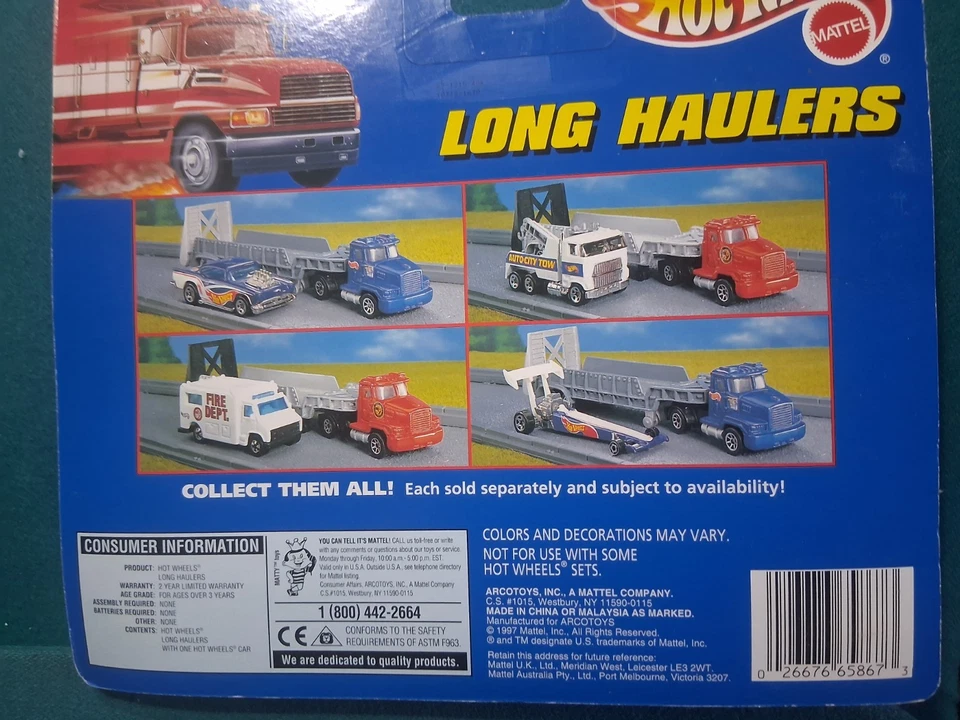 HOT W
MATTEL
®
LONG HAULERS
AUTO CITY TOW
FIRE
DEPT.
COLLECT THEM ALL! Each sold separately and subject to availability!
CONSUMER INFORMATION
PRODUCT: HOT WHEELS®
LONG HAULERS
WARRANTY: 2 YEAR LIMITED WARRANTY
AGE GRADE: FOR AGES OVER 3 YEARS
ASSEMBLY REQUIRED: NONE
BATTERIES REQUIRED: NONE
OTHER: NONE
CONTENTS: HOT WHEELS®
LONG HAULERS
WITH ONE HOT WHEELS® CAR
MATTY™ toys
YOU CAN TELL IT'S MATTEL! CALL us toll-free or write
with any comments or questions about our toys or service.
Monday through Friday. 10:00 a.m.- 5:00 p.m. EST.
Valid only in U.S.A. Outside U.S.A., see telephone directory
for Mattel listing.
Consumer Affairs, ARCOTOYS, INC., A Mattel Company
C.S.#1015, Westbury, NY 11590-0115
1 (800) 442-2664
CE CONFORMS TO THE SAFETY
REQUIREMENTS OF ASTM F963.
We are dedicated to quality products.
COLORS AND DECORATIONS MAY VARY.
NOT FOR USE WITH SOME
HOT WHEELS® SETS.
ARCOTOYS, INC., A MATTEL COMPANY.
C.S. #1015, Westbury, NY 11590-0115
MADE IN CHINA OR MALAYSIA AS MARKED.
Manufactured for ARCOTOYS
© 1997 Mattel, Inc., All Rights Reserved.
® and TM designate U.S. trademarks of Mattel, Inc.
Retain this address for future reference:
Mattel U.K., Ltd., Meridian West, Leicester LE3 2WT.
Mattel Australia Pty., Ltd., Port Melbourne, Victoria 3207.
0 26676 65867 3